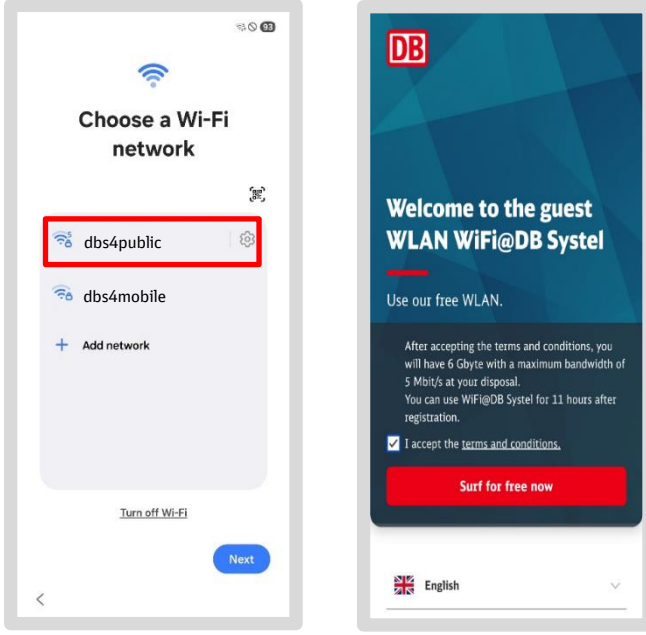 93
Choose a Wi-Fi
network
dbs4public
dbs4mobile
+ Add network
Turn off Wi-Fi
Next
DB
Welcome to the guest
WLAN WiFi@DB Systel
Use our free WLAN.
After accepting the terms and conditions, you
will have 6 Gbyte with a maximum bandwidth of
5 Mbit/s at your disposal.
You can use WiFi@DB Systel for 11 hours after
registration.
I accept the terms and conditions.
Surf for free now
English